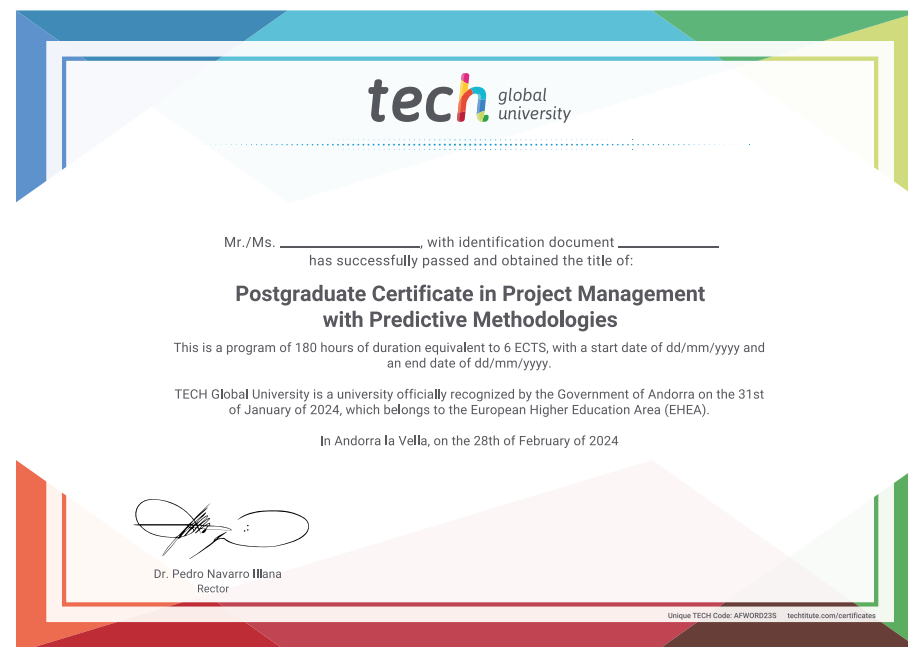 tech global university
Mr./Ms. ____________, with identification document ____________
has successfully passed and obtained the title of:
Postgraduate Certificate in Project Management
with Predictive Methodologies
This is a program of 180 hours of duration equivalent to 6 ECTS, with a start date of dd/mm/yyyy and
an end date of dd/mm/yyyy.
TECH Global University is a university officially recognized by the Government of Andorra on the 31st
of January of 2024, which belongs to the European Higher Education Area (EHEA).
In Andorra la Vella, on the 28th of February of 2024
Dr. Pedro Navarro Illana
Rector
Unique TECH Code: AFWORD23S techtitute.com/certificates